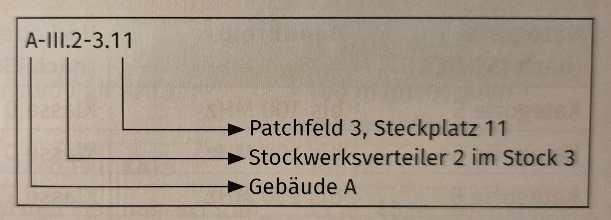 A-III.2-3.11
Patchfeld 3, Steckplatz 11
Stockwerksverteiler 2 im Stock 3
Gebäude A